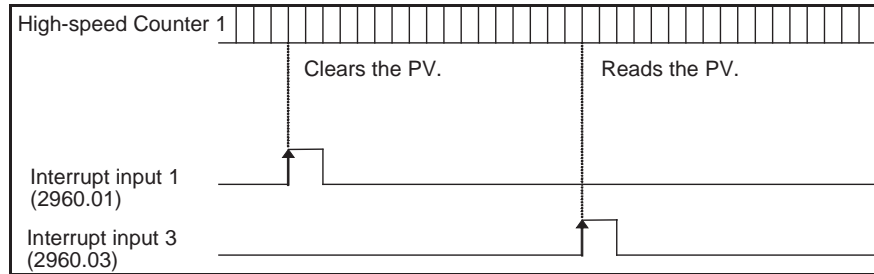 High-speed Counter 1
Clears the PV.
Reads the PV.
Interrupt input 1
(2960.01)
Interrupt input 3
(2960.03)